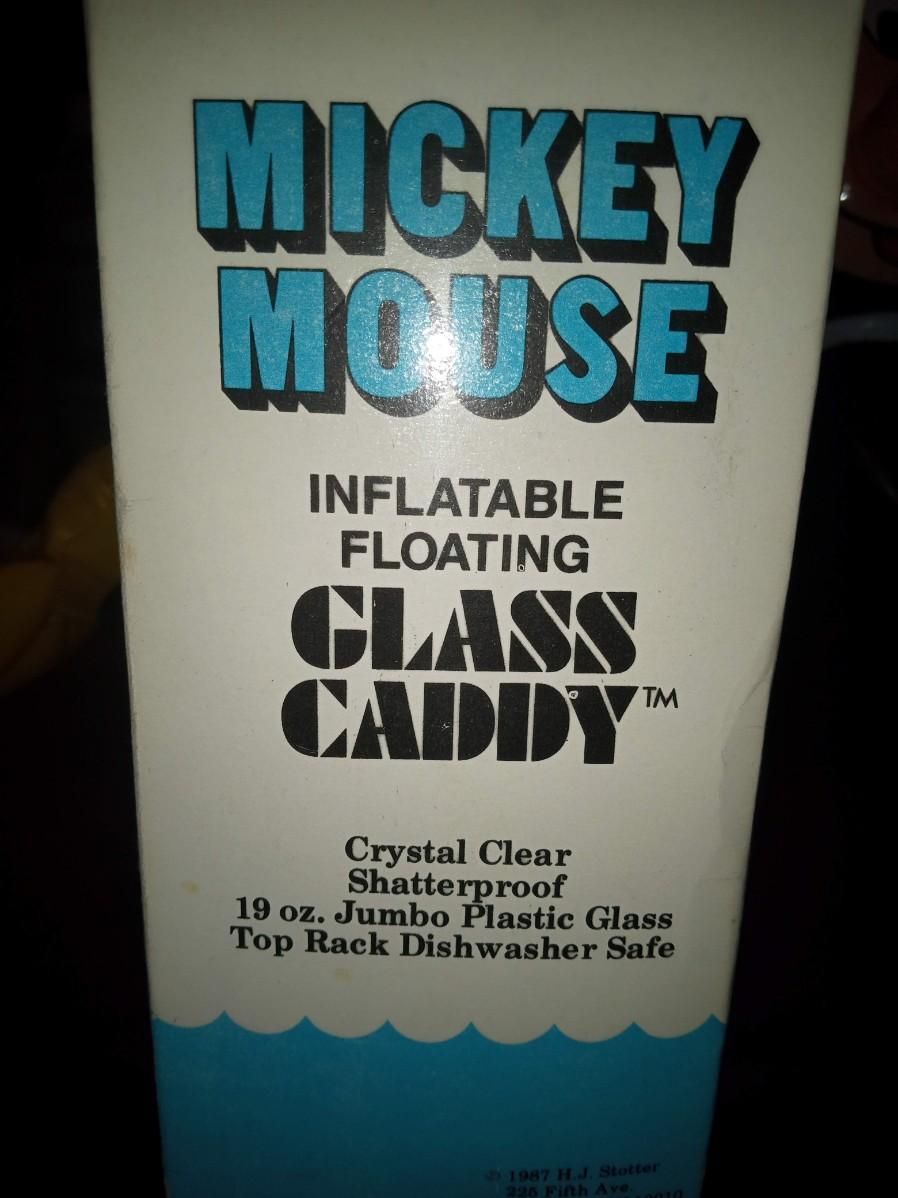 MICKEY
MOUSE
INFLATABLE
FLOATING
GLASS
CADDY™
Crystal Clear
Shatterproof
19 oz. Jumbo Plastic Glass
Top Rack Dishwasher Safe
© 1987 H.J. Stotter
225 Fifth Ave.